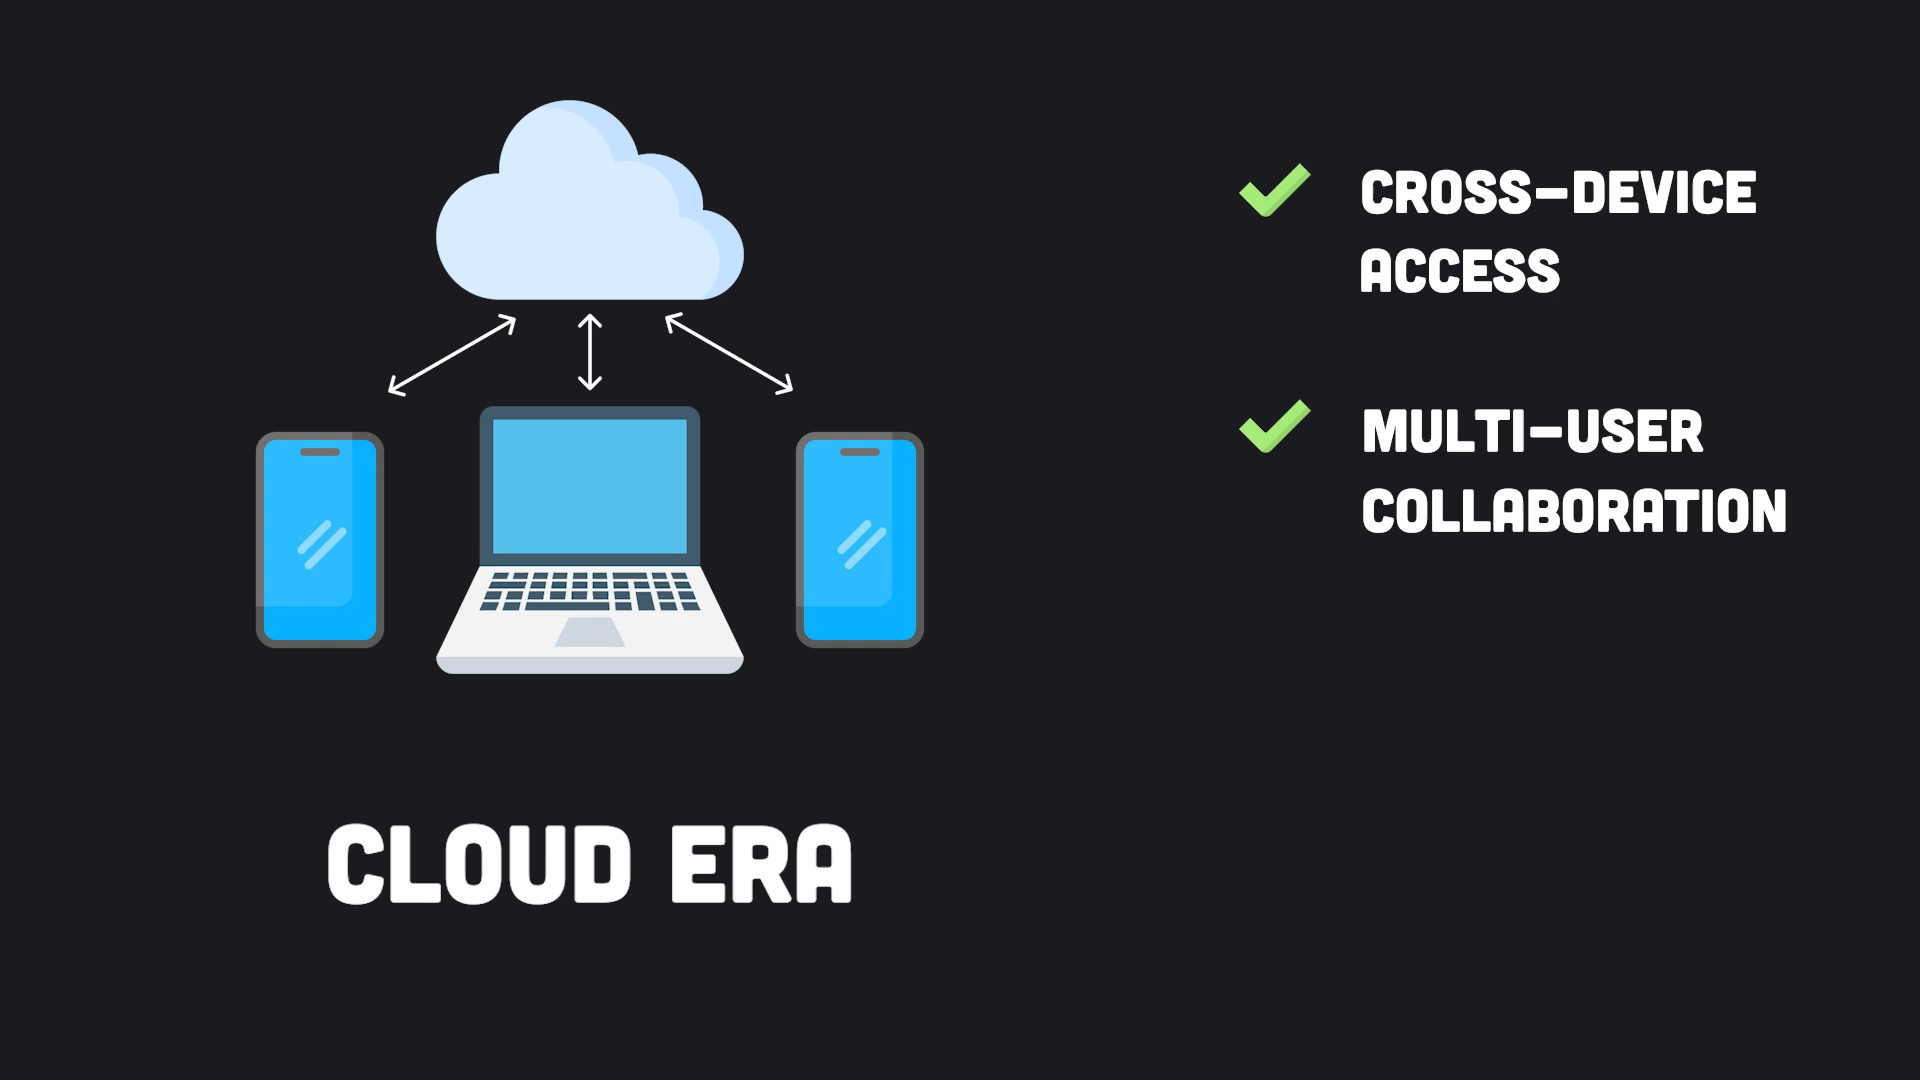 CROSS-DEVICE
ACCESS
MULTI-USER
COLLABORATION
CLOUD ERA